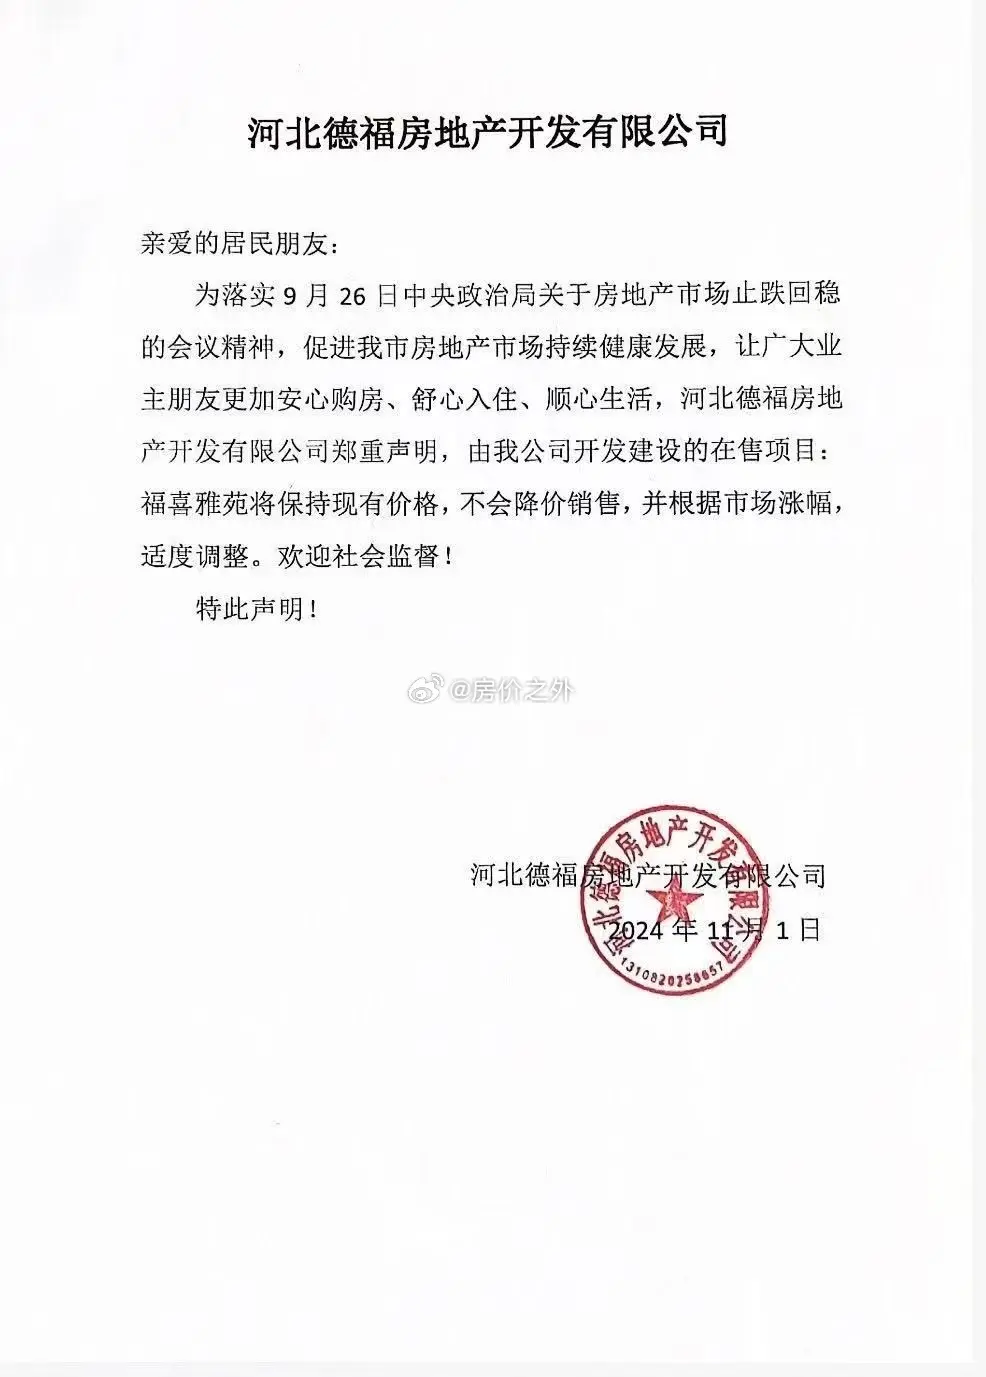 河北德福房地产开发有限公司
亲爱的居民朋友：
为落实 9 月 26 日中央政治局关于房地产市场止跌回稳
的会议精神，促进我市房地产市场持续健康发展，让广大业
主朋友更加安心购房、舒心入住、顺心生活，河北德福房地
产开发有限公司郑重声明，由我公司开发建设的在售项目：
福喜雅苑将保持现有价格，不会降价销售，并根据市场涨幅，
适度调整。欢迎社会监督！
特此声明！
@房价之外
河北德福房地产开发有限公司
河北德福房地产开发有限公司
2024 年 11 月 1 日